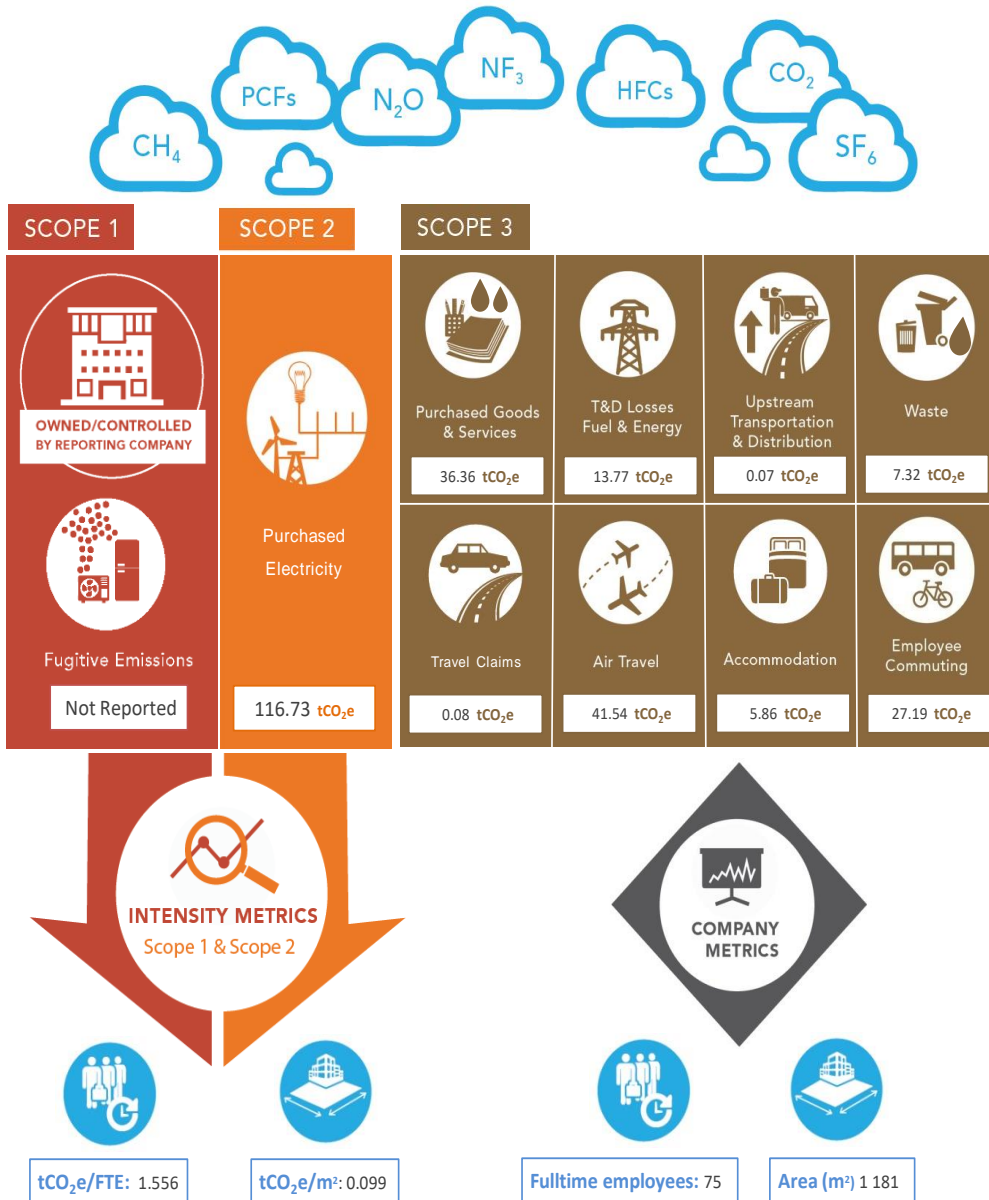 CH₄
PCFs
N₂O
NF₃
HFCs
CO₂
SF₆
SCOPE 1
SCOPE 2
SCOPE 3
OWNED/CONTROLLED
BY REPORTING COMPANY
Fugitive Emissions
Not Reported
Purchased
Electricity
116.73 tCO₂e
Purchased Goods
& Services
36.36 tCO₂e
T&D Losses
Fuel & Energy
13.77 tCO₂e
Upstream
Transportation
& Distribution
0.07 tCO₂e
Waste
7.32 tCO₂e
Travel Claims
0.08 tCO₂e
Air Travel
41.54 tCO₂e
Accommodation
5.86 tCO₂e
Employee
Commuting
27.19 tCO₂e
INTENSITY METRICS
Scope 1 & Scope 2
COMPANY
METRICS
tCO₂e/FTE: 1.556
tCO₂e/m²: 0.099
Fulltime employees: 75
Area (m²) 1 181